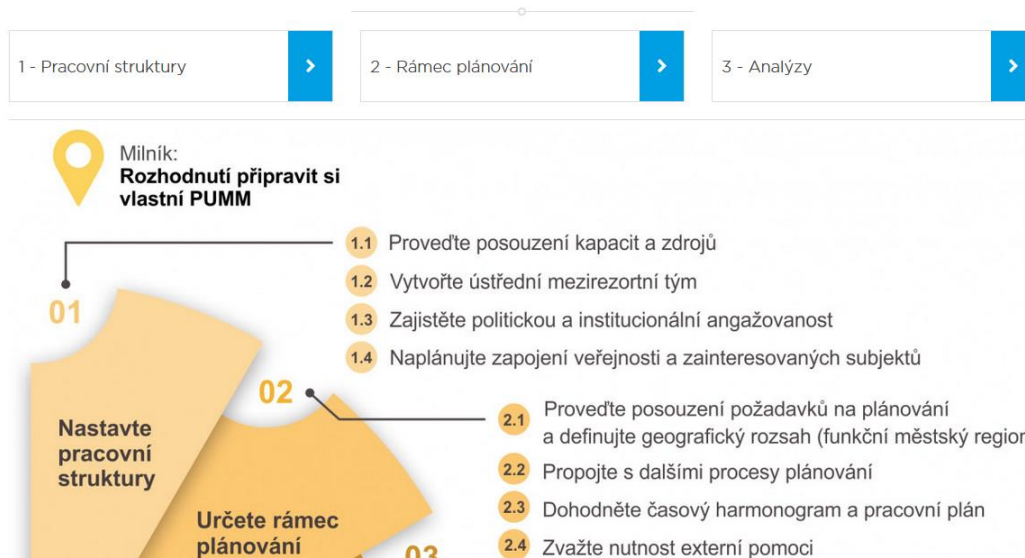 1 - Pracovní struktury
2 - Rámec plánování
3 - Analýzy
Milník:
Rozhodnutí připravit si
vlastní PUMM
1.1 Proveďte posouzení kapacit a zdrojů
1.2 Vytvořte ústřední mezirezortní tým
1.3 Zajistěte politickou a institucionální angažovanost
1.4 Naplánujte zapojení veřejnosti a zainteresovaných subjektů
01
Nastavte
pracovní
struktury
02
2.1 Proveďte posouzení požadavků na plánování
a definujte geografický rozsah (funkční městský region
2.2 Propojte s dalšími procesy plánování
2.3 Dohodněte časový harmonogram a pracovní plán
2.4 Zvažte nutnost externí pomoci
Určete rámec
plánování
03